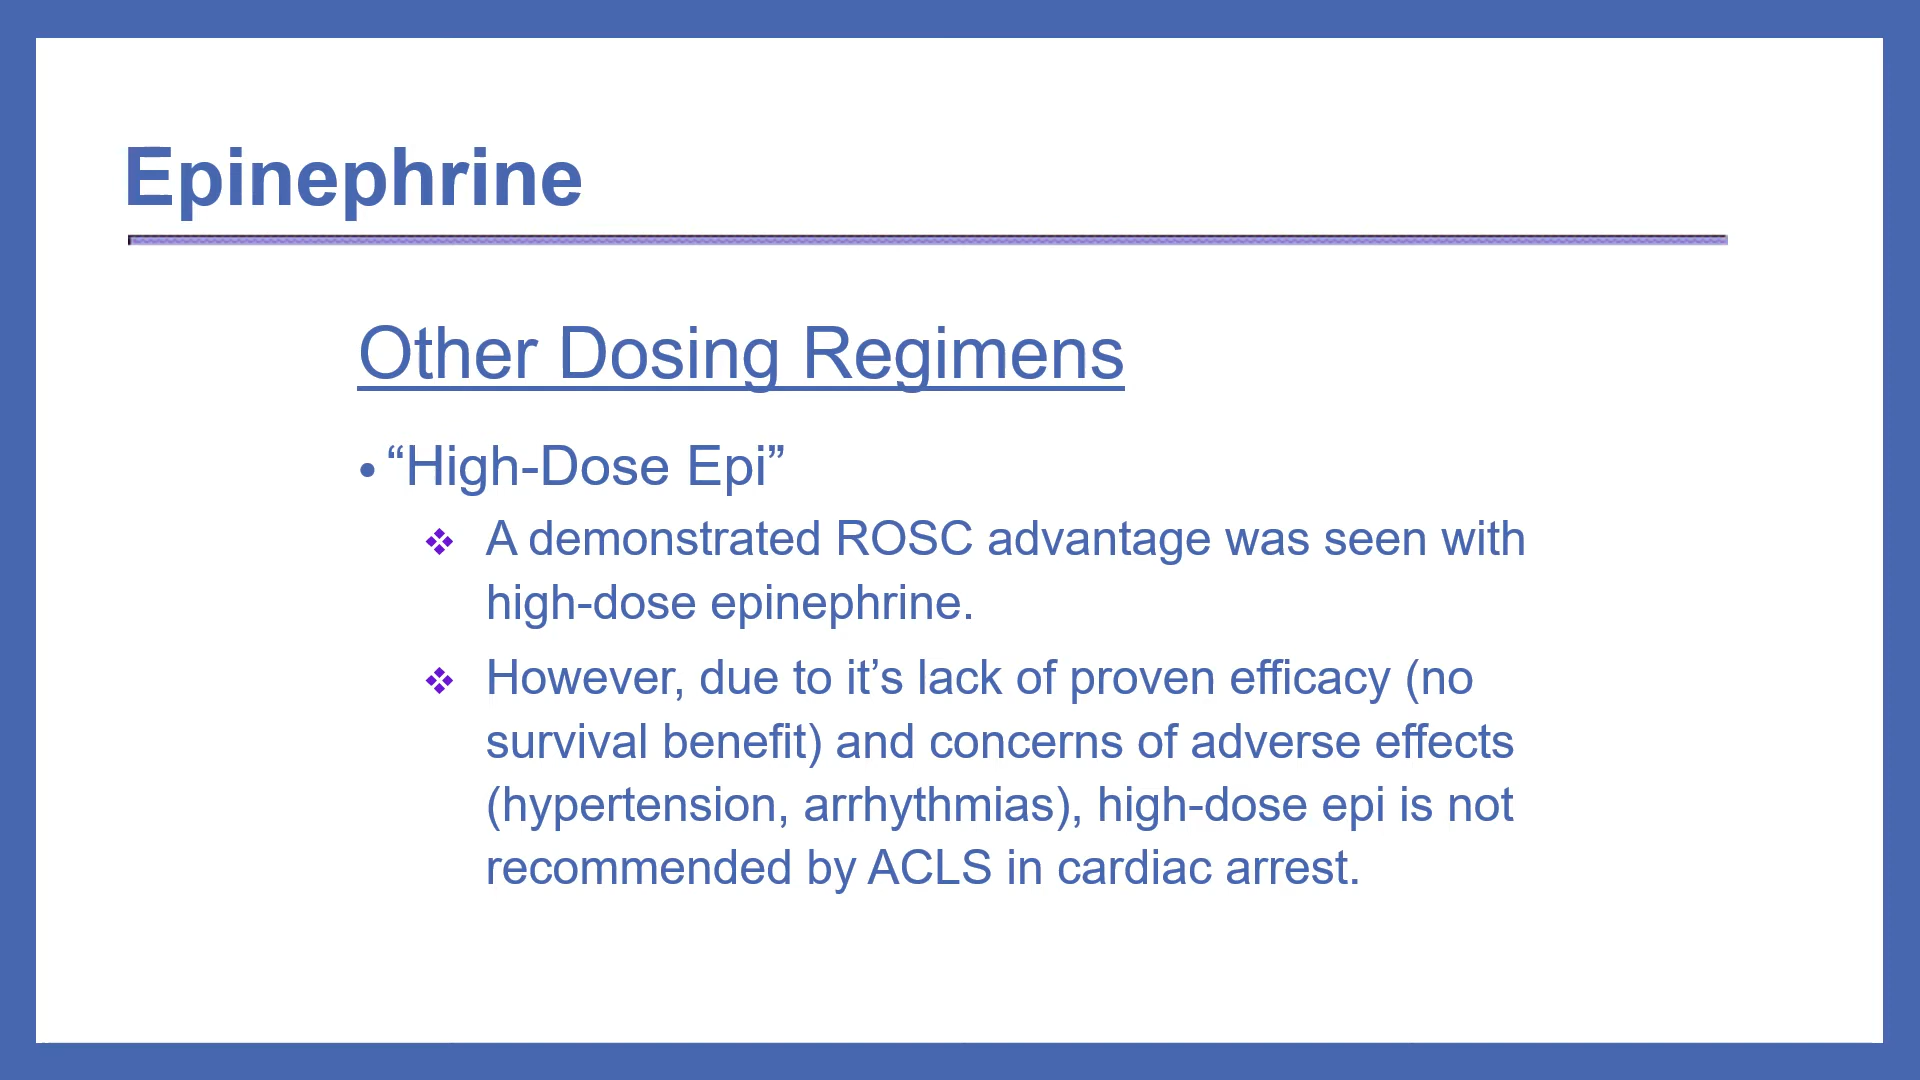 Epinephrine
Other Dosing Regimens
• “High-Dose Epi”
❖ A demonstrated ROSC advantage was seen with
high-dose epinephrine.
❖ However, due to it’s lack of proven efficacy (no
survival benefit) and concerns of adverse effects
(hypertension, arrhythmias), high-dose epi is not
recommended by ACLS in cardiac arrest.